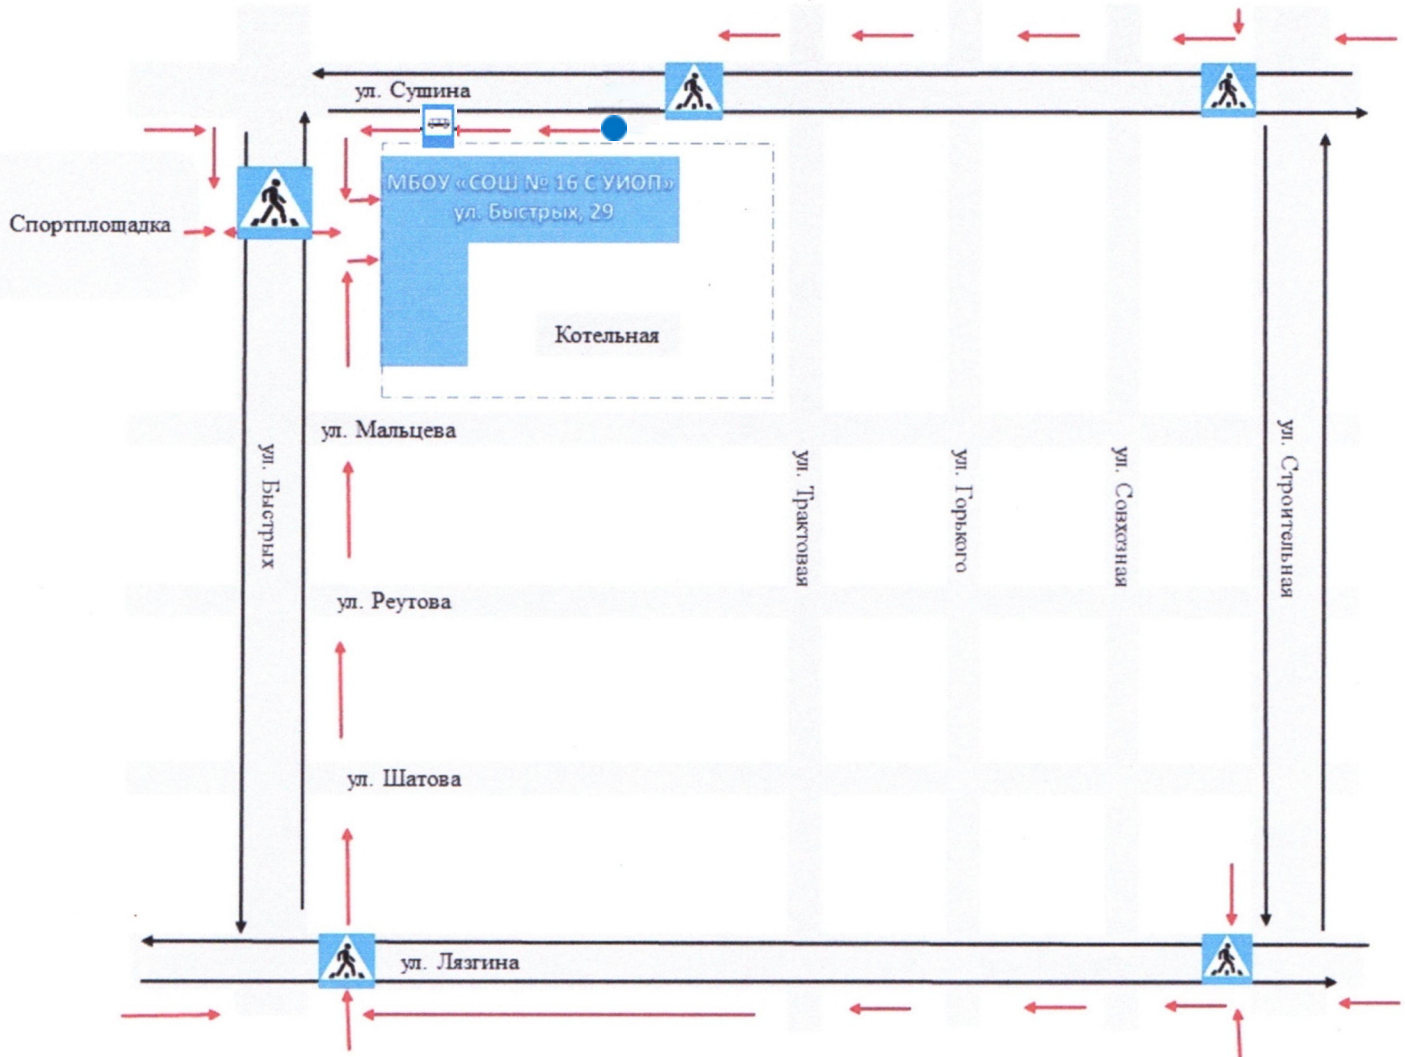 ул. Сушина
МБОУ «СОШ № 16 С УИОП»
ул. Быстрых, 29
Спортплощадка
Котельная
ул. Мальцева
ул. Быстрых
ул. Трактовая
ул. Горького
ул. Совхозная
ул. Строительная
ул. Реутова
ул. Шатова
ул. Лязгина